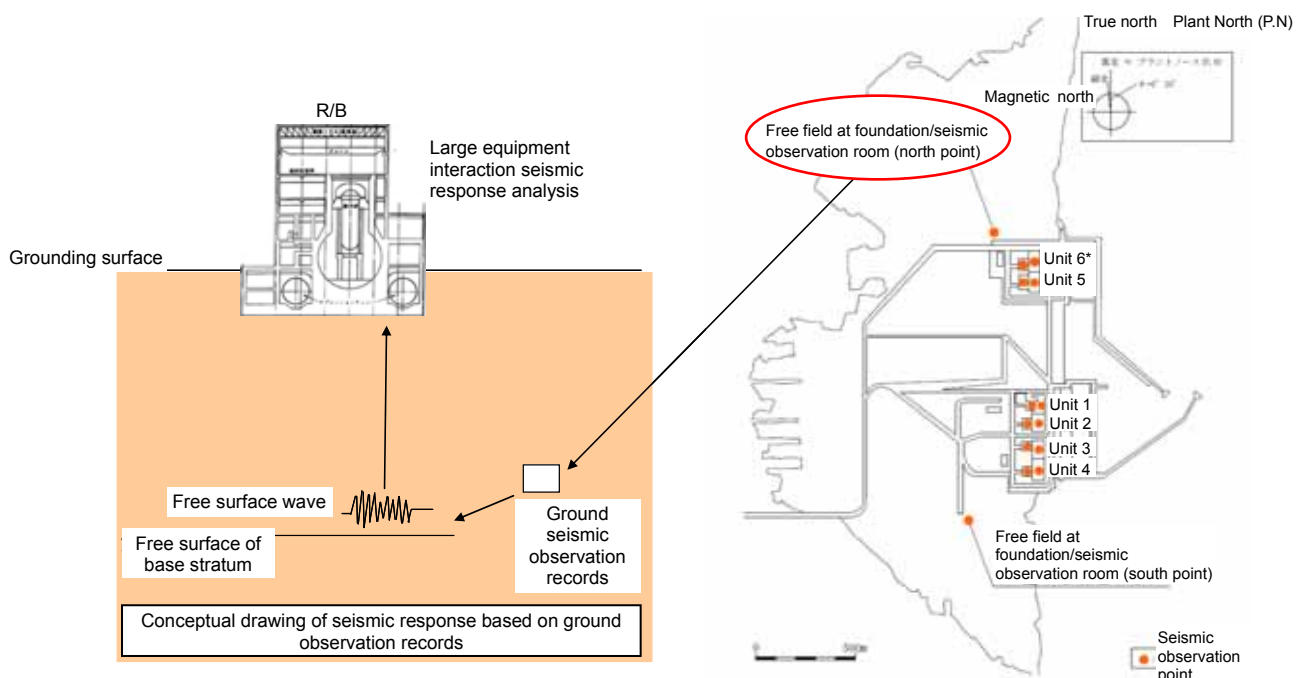 R/B
Large equipment
interaction seismic
response analysis
Grounding surface
Free surface wave
Free surface of
base stratum
Ground
seismic
observation
records
Conceptual drawing of seismic response based on ground
observation records
True north Plant North (P.N)
Magnetic north
Free field at foundation/seismic
observation room (north point)
Unit 6*
Unit 5
Unit 1
Unit 2
Unit 3
Unit 4
Free field at
foundation/seismic
observation room (south point)
0 500m
Seismic
observation
point